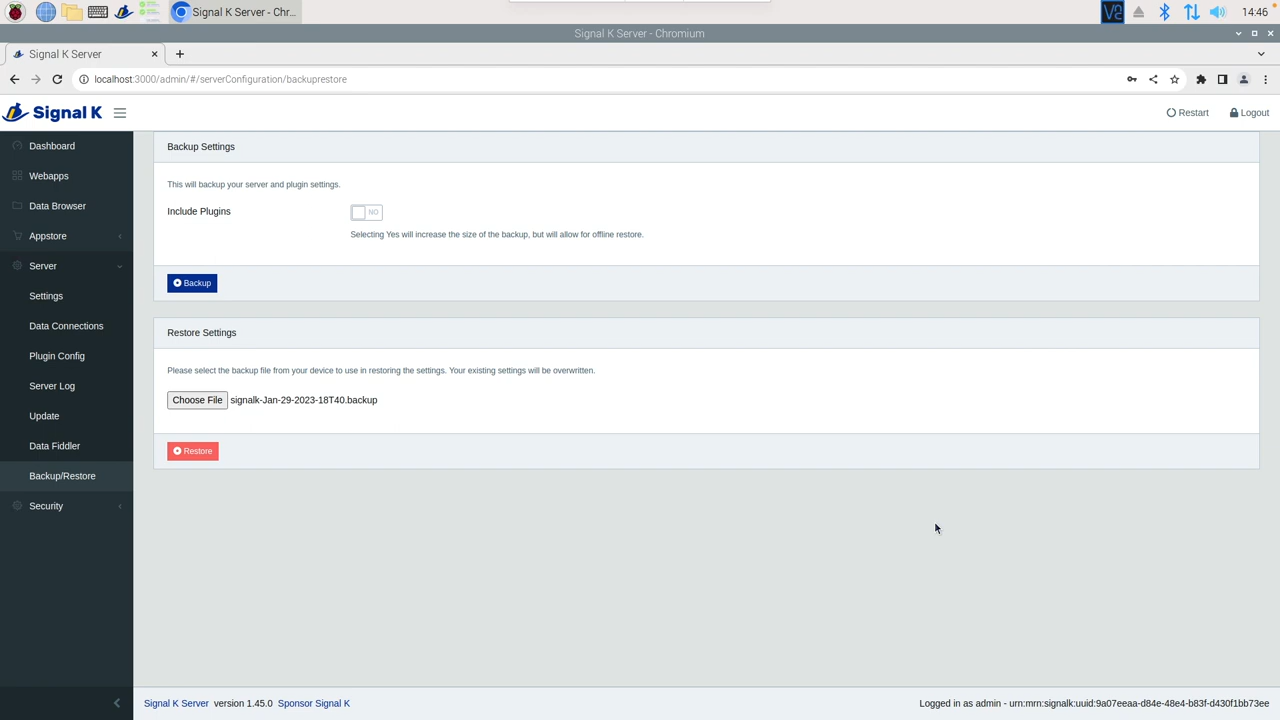 Signal K Server - Chr...
14:46
Signal K Server - Chromium
Signal K Server
localhost:3000/admin/#/serverConfiguration/backuprestore
Signal K
Restart
Logout
Dashboard
Webapps
Data Browser
Appstore
Server
Settings
Data Connections
Plugin Config
Server Log
Update
Data Fiddler
Backup/Restore
Security
Backup Settings
This will backup your server and plugin settings.
Include Plugins
NO
Selecting Yes will increase the size of the backup, but will allow for offline restore.
Backup
Restore Settings
Please select the backup file from your device to use in restoring the settings. Your existing settings will be overwritten.
Choose File signalk-Jan-29-2023-18T40.backup
Restore
Signal K Server version 1.45.0 Sponsor Signal K
Logged in as admin - urn:mrn:signalk:uuid:9a07eeaa-d84e-48e4-b83f-d430f1bb73ee